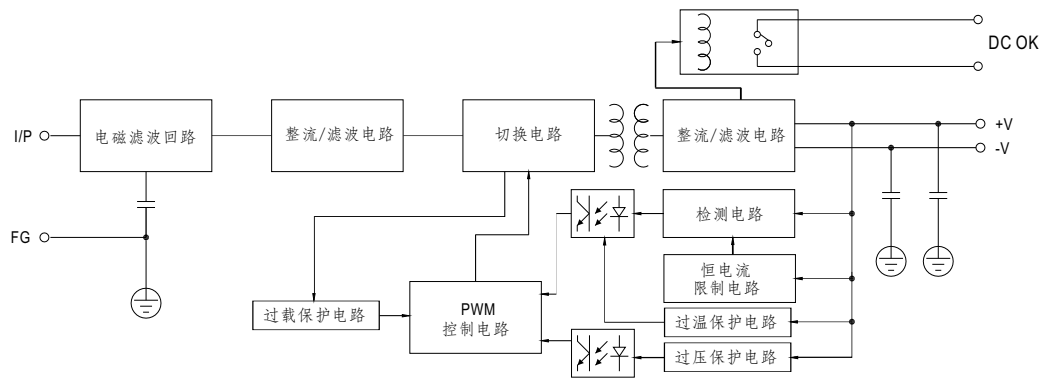 DC OK
I/P
电磁滤波回路
整流/滤波电路
切换电路
整流/滤波电路
+V
-V
FG
检测电路
恒电流
限制电路
过载保护电路
PWM
控制电路
过温保护电路
过压保护电路